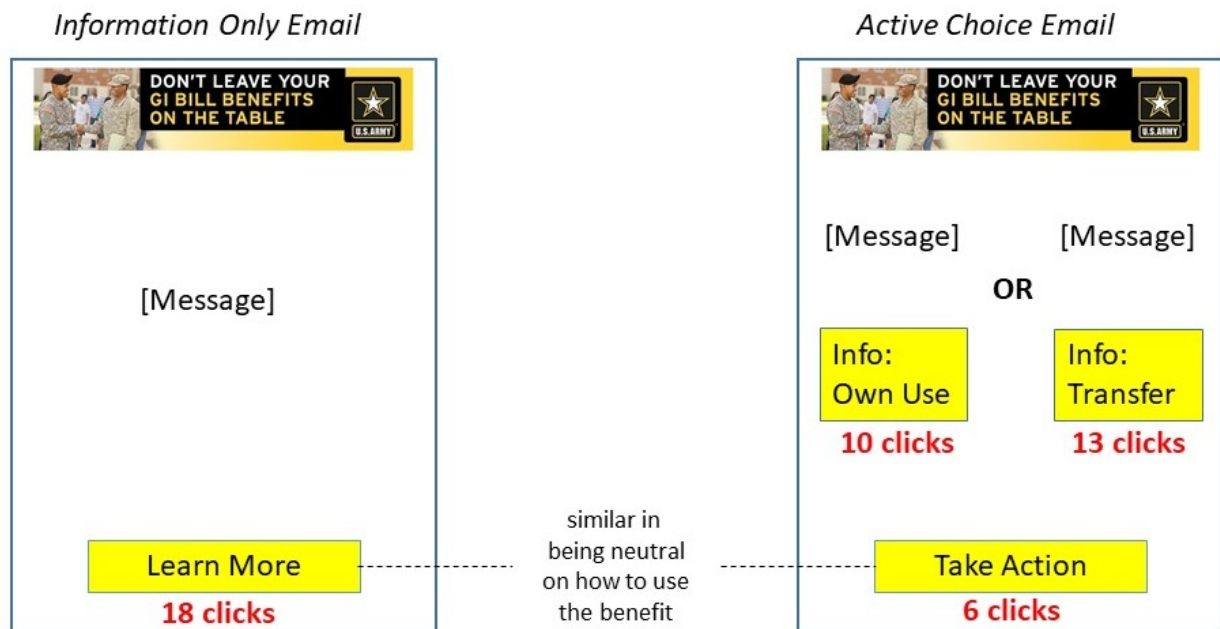 Information Only Email
DON'T LEAVE YOUR
GI BILL BENEFITS
ON THE TABLE
U.S.ARMY
[Message]
Learn More
18 clicks
similar in
being neutral
on how to use
the benefit
Active Choice Email
DON'T LEAVE YOUR
GI BILL BENEFITS
ON THE TABLE
U.S.ARMY
[Message] [Message]
OR
Info:
Own Use
10 clicks
Info:
Transfer
13 clicks
Take Action
6 clicks